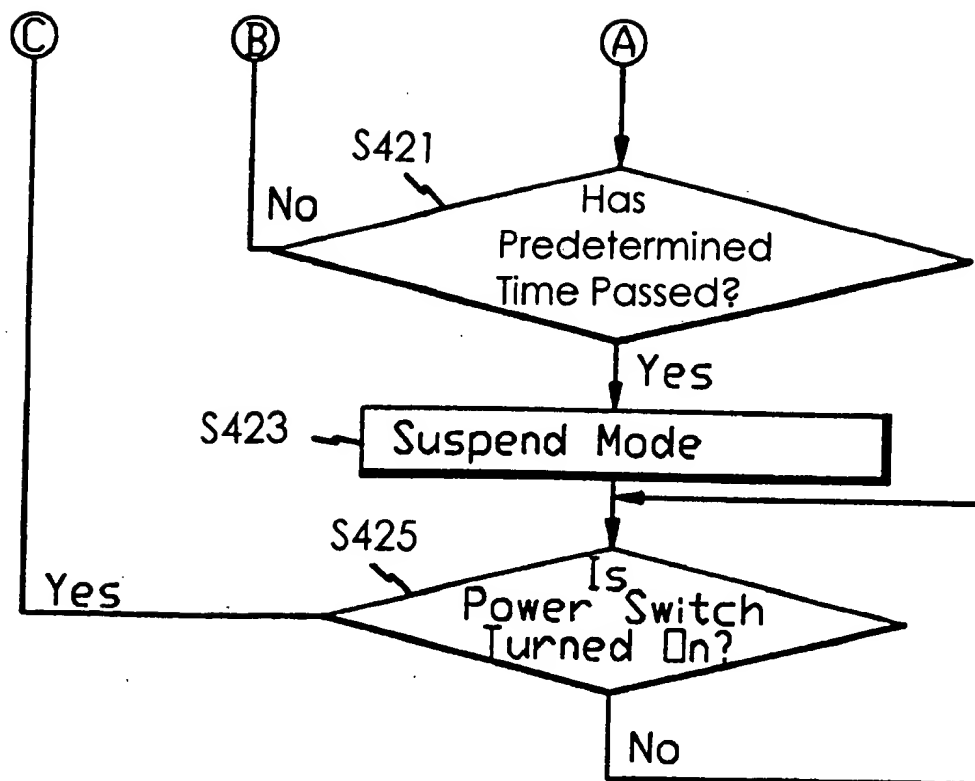 C
B
A
S421
No
Has
Predetermined
Time Passed?
Yes
S423
Suspend Mode
S425
Yes
Is
Power Switch
Turned On?
No